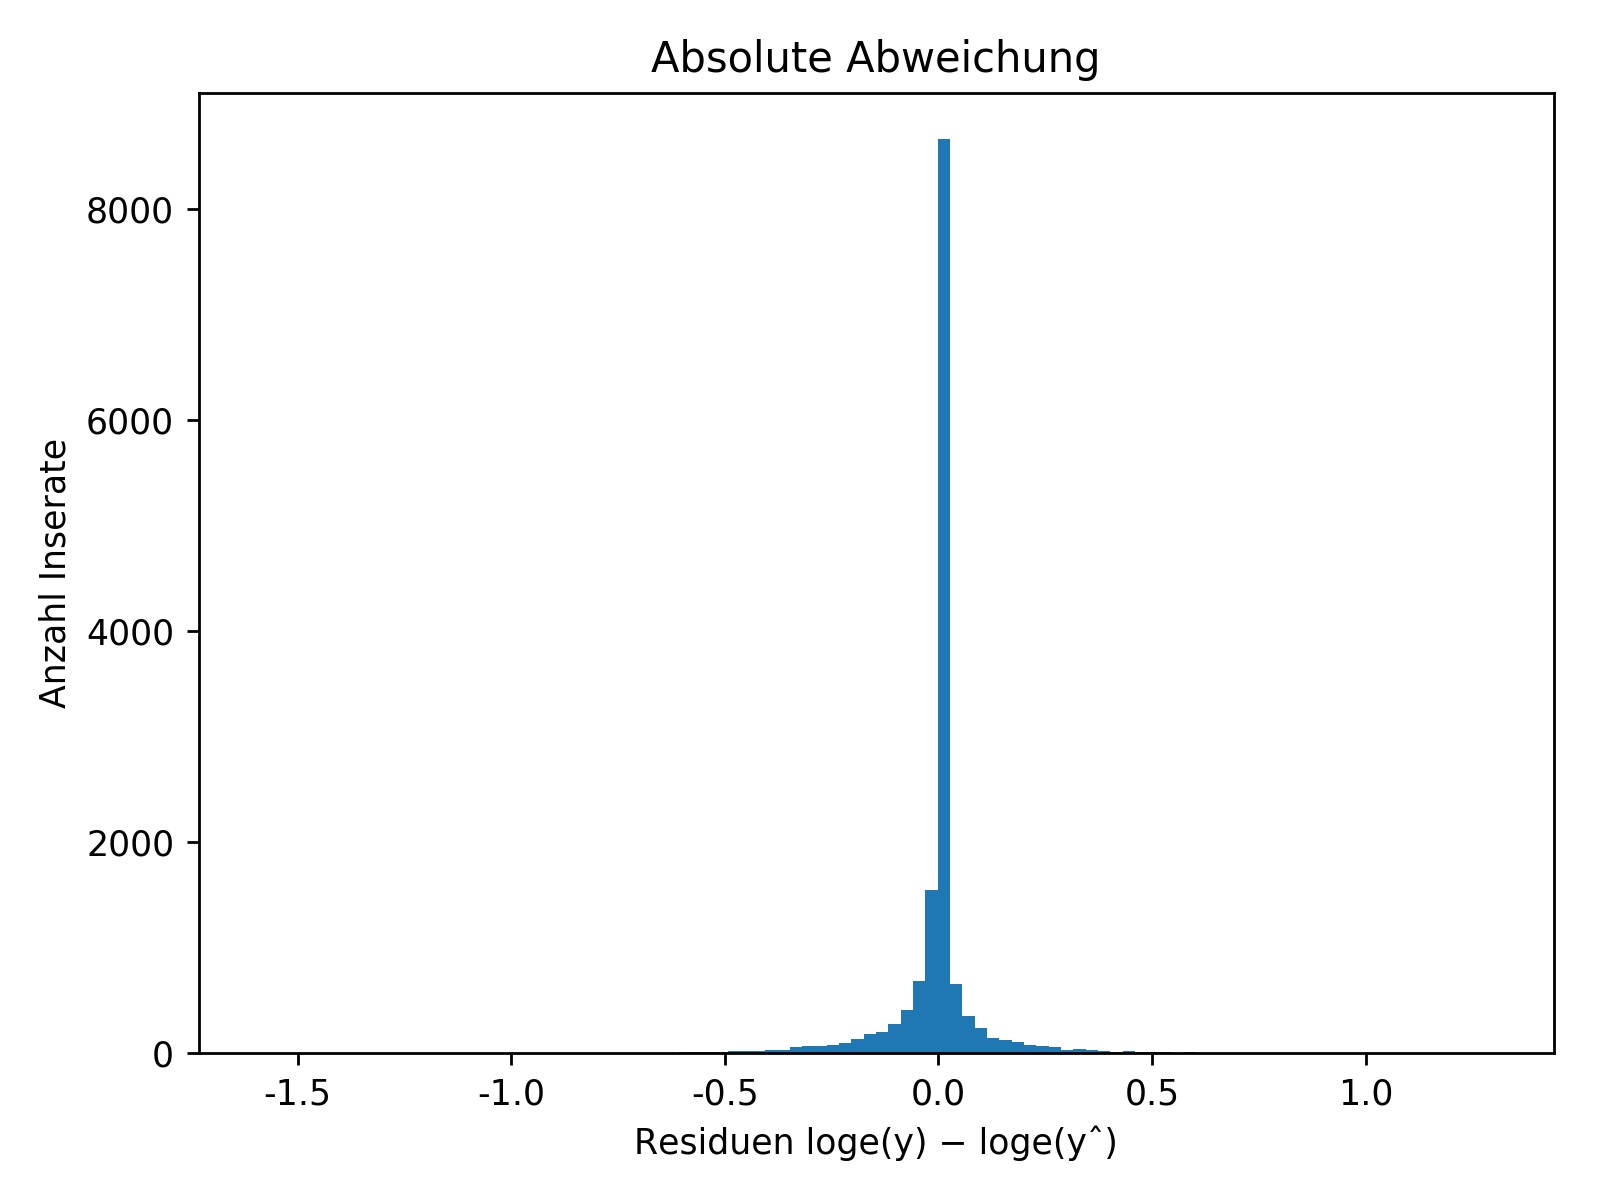 Absolute Abweichung
Anzahl Inserate
8000
6000
4000
2000
0
-1.5 -1.0 -0.5 0.0 0.5 1.0
Residuen loge(y) − loge(yˆ)